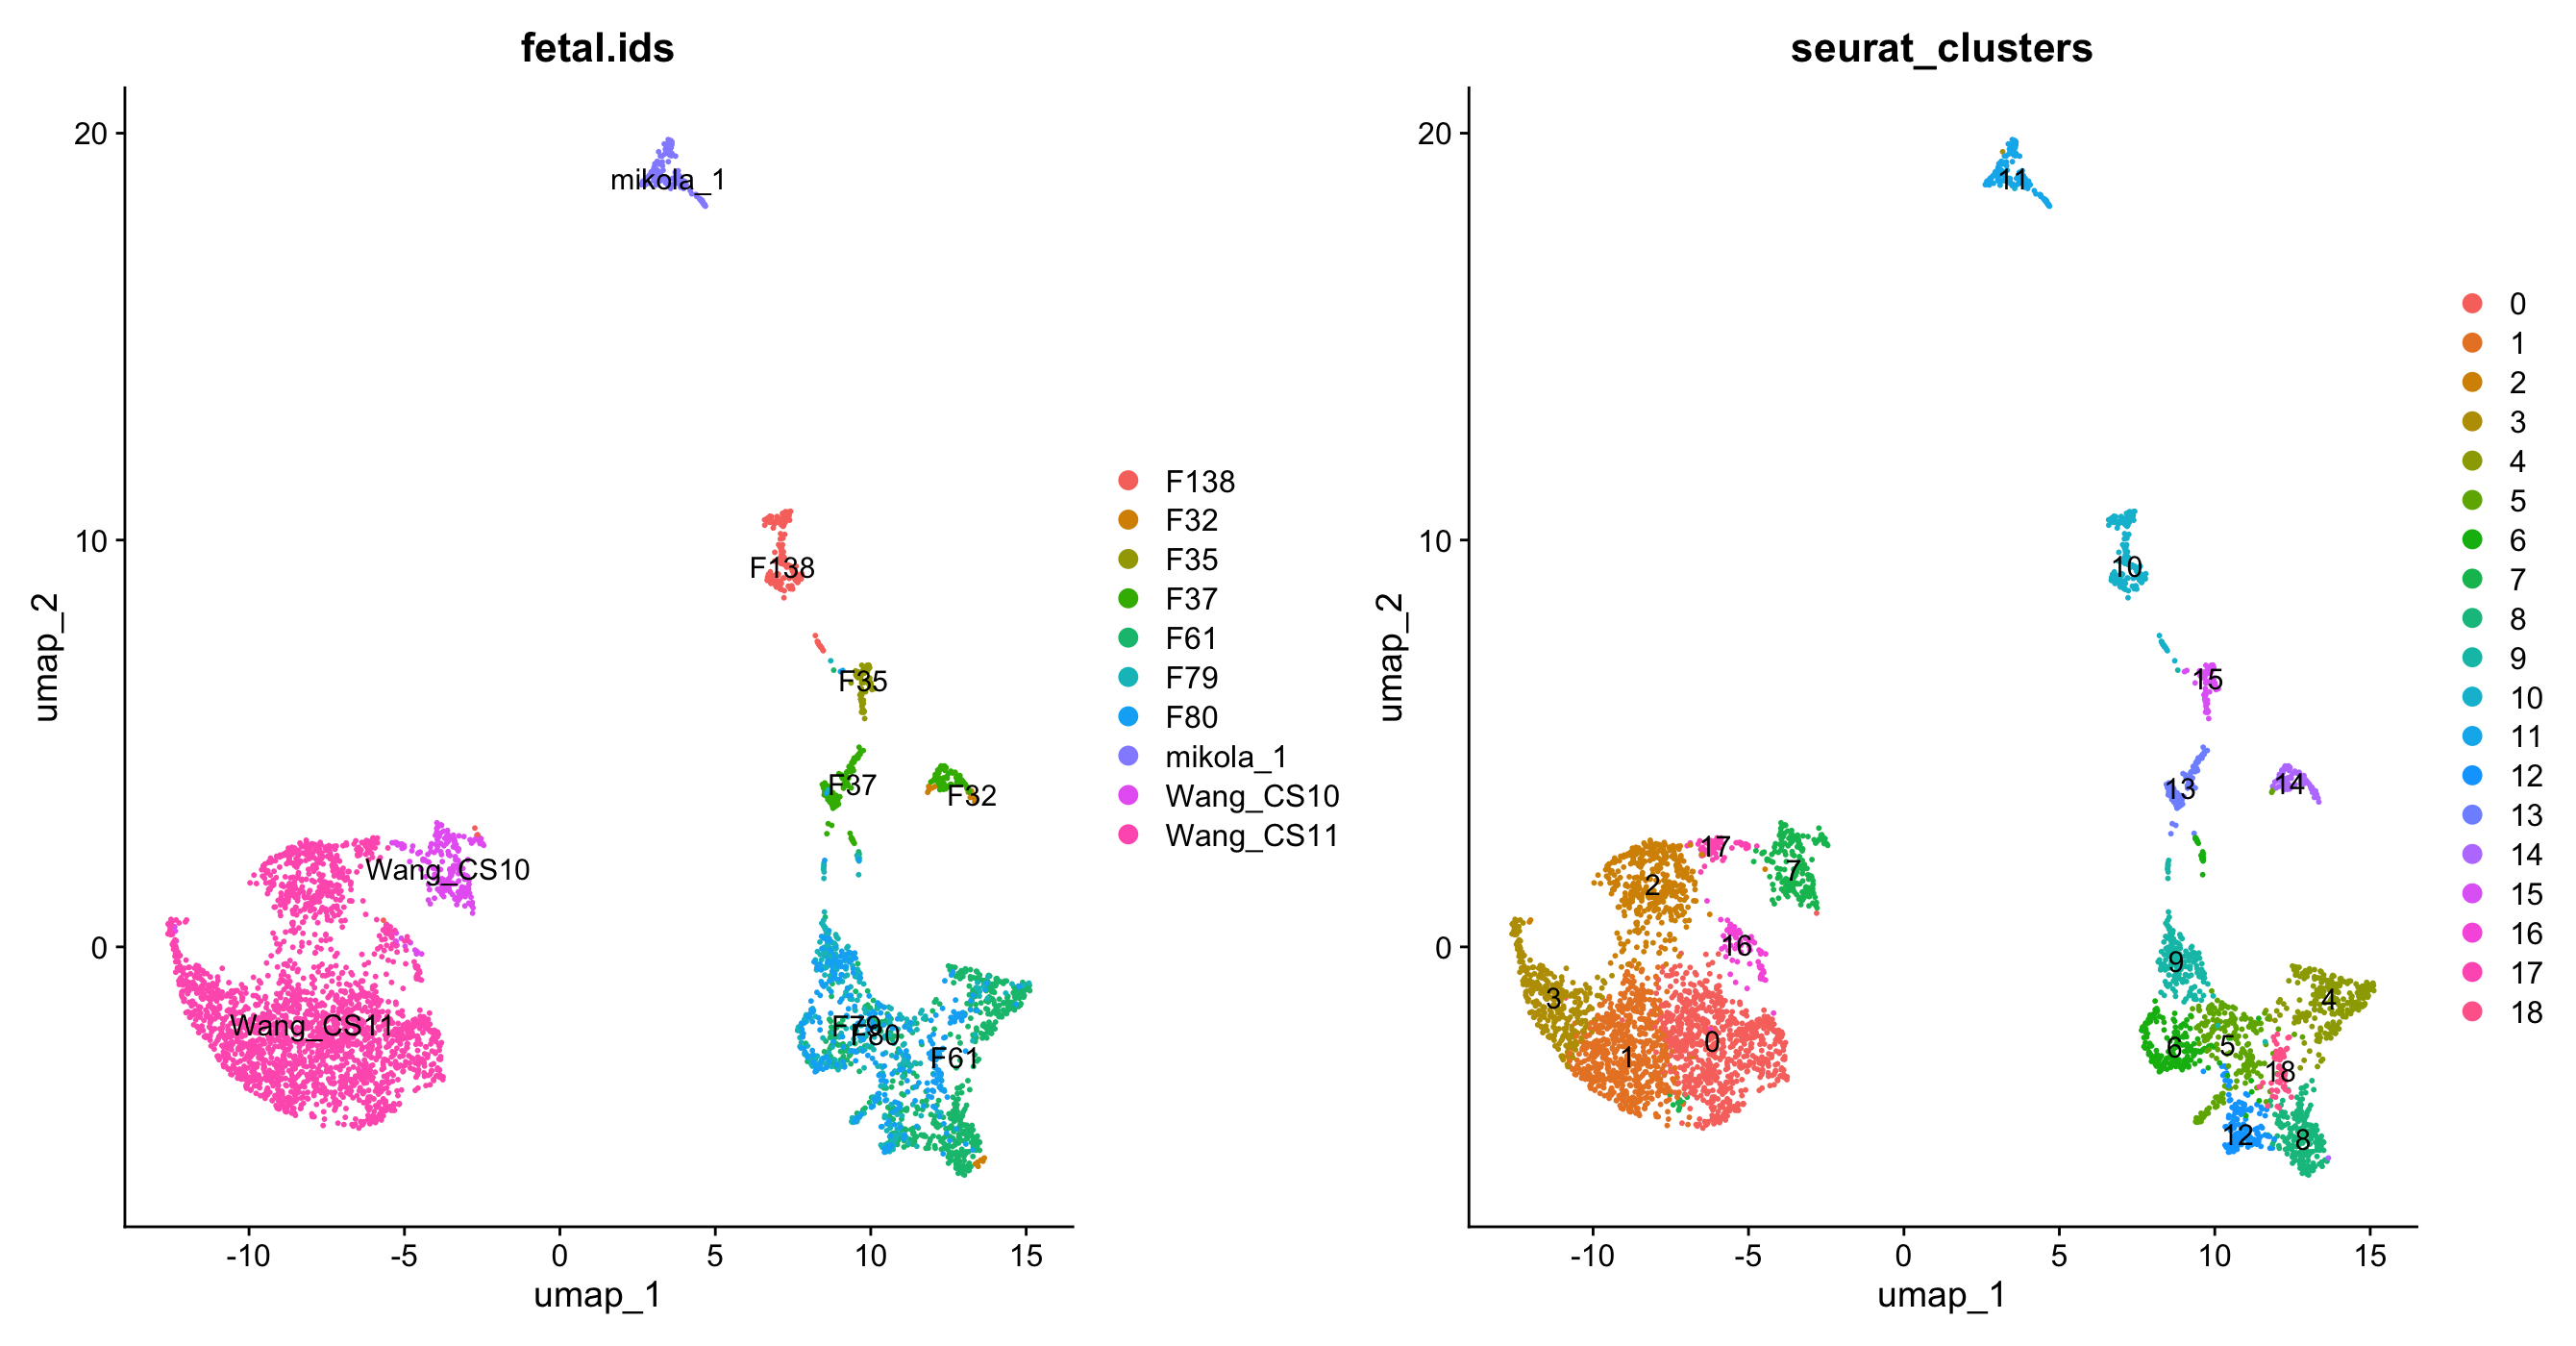 fetal.ids
20
10
0
-10
-5
0
5
10
15
umap_1
umap_2
mikola_1
F138
F35
F37
F32
Wang_CS10
Wang_CS11
F79
F80
F61
F138
F32
F35
F37
F61
F79
F80
mikola_1
Wang_CS10
Wang_CS11
seurat_clusters
20
10
0
-10
-5
0
5
10
15
umap_1
umap_2
11
10
15
13
14
17
7
2
16
9
3
4
0
6
5
1
18
12
8
0
1
2
3
4
5
6
7
8
9
10
11
12
13
14
15
16
17
18